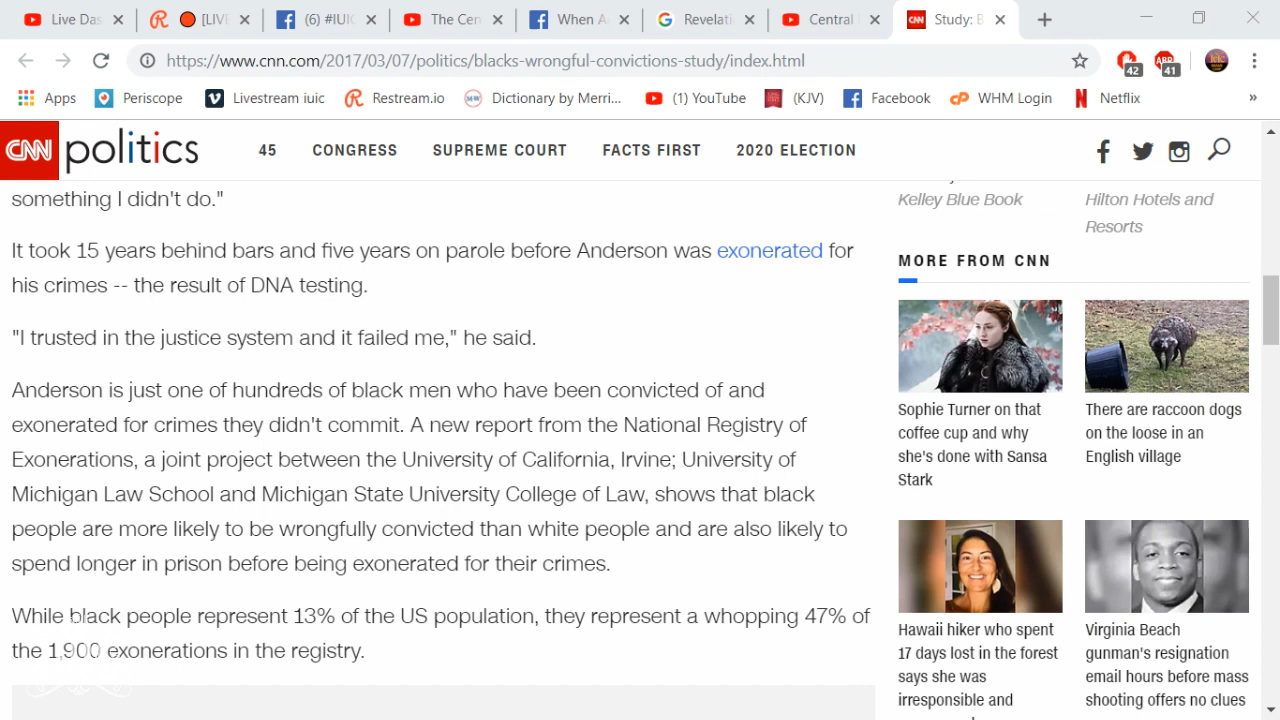 Live Das
[LIVE
(6) #IUIC
The Cen
When A
Revelati
Central
Study: B
https://www.cnn.com/2017/03/07/politics/blacks-wrongful-convictions-study/index.html
42
ABP
41
Apps
Periscope
Livestream iuic
Restream.io
Dictionary by Merri...
(1) YouTube
(KJV)
Facebook
WHM Login
Netflix
»
CNN politics
45
CONGRESS
SUPREME COURT
FACTS FIRST
2020 ELECTION
something I didn't do."
It took 15 years behind bars and five years on parole before Anderson was exonerated for
his crimes -- the result of DNA testing.
"I trusted in the justice system and it failed me," he said.
Anderson is just one of hundreds of black men who have been convicted of and
exonerated for crimes they didn't commit. A new report from the National Registry of
Exonerations, a joint project between the University of California, Irvine; University of
Michigan Law School and Michigan State University College of Law, shows that black
people are more likely to be wrongfully convicted than white people and are also likely to
spend longer in prison before being exonerated for their crimes.
While black people represent 13% of the US population, they represent a whopping 47% of
the 1,900 exonerations in the registry.
Kelley Blue Book
Hilton Hotels and
Resorts
MORE FROM CNN
Sophie Turner on that
coffee cup and why
she's done with Sansa
Stark
There are raccoon dogs
on the loose in an
English village
Hawaii hiker who spent
17 days lost in the forest
says she was
irresponsible and
Virginia Beach
gunman's resignation
email hours before mass
shooting offers no clues